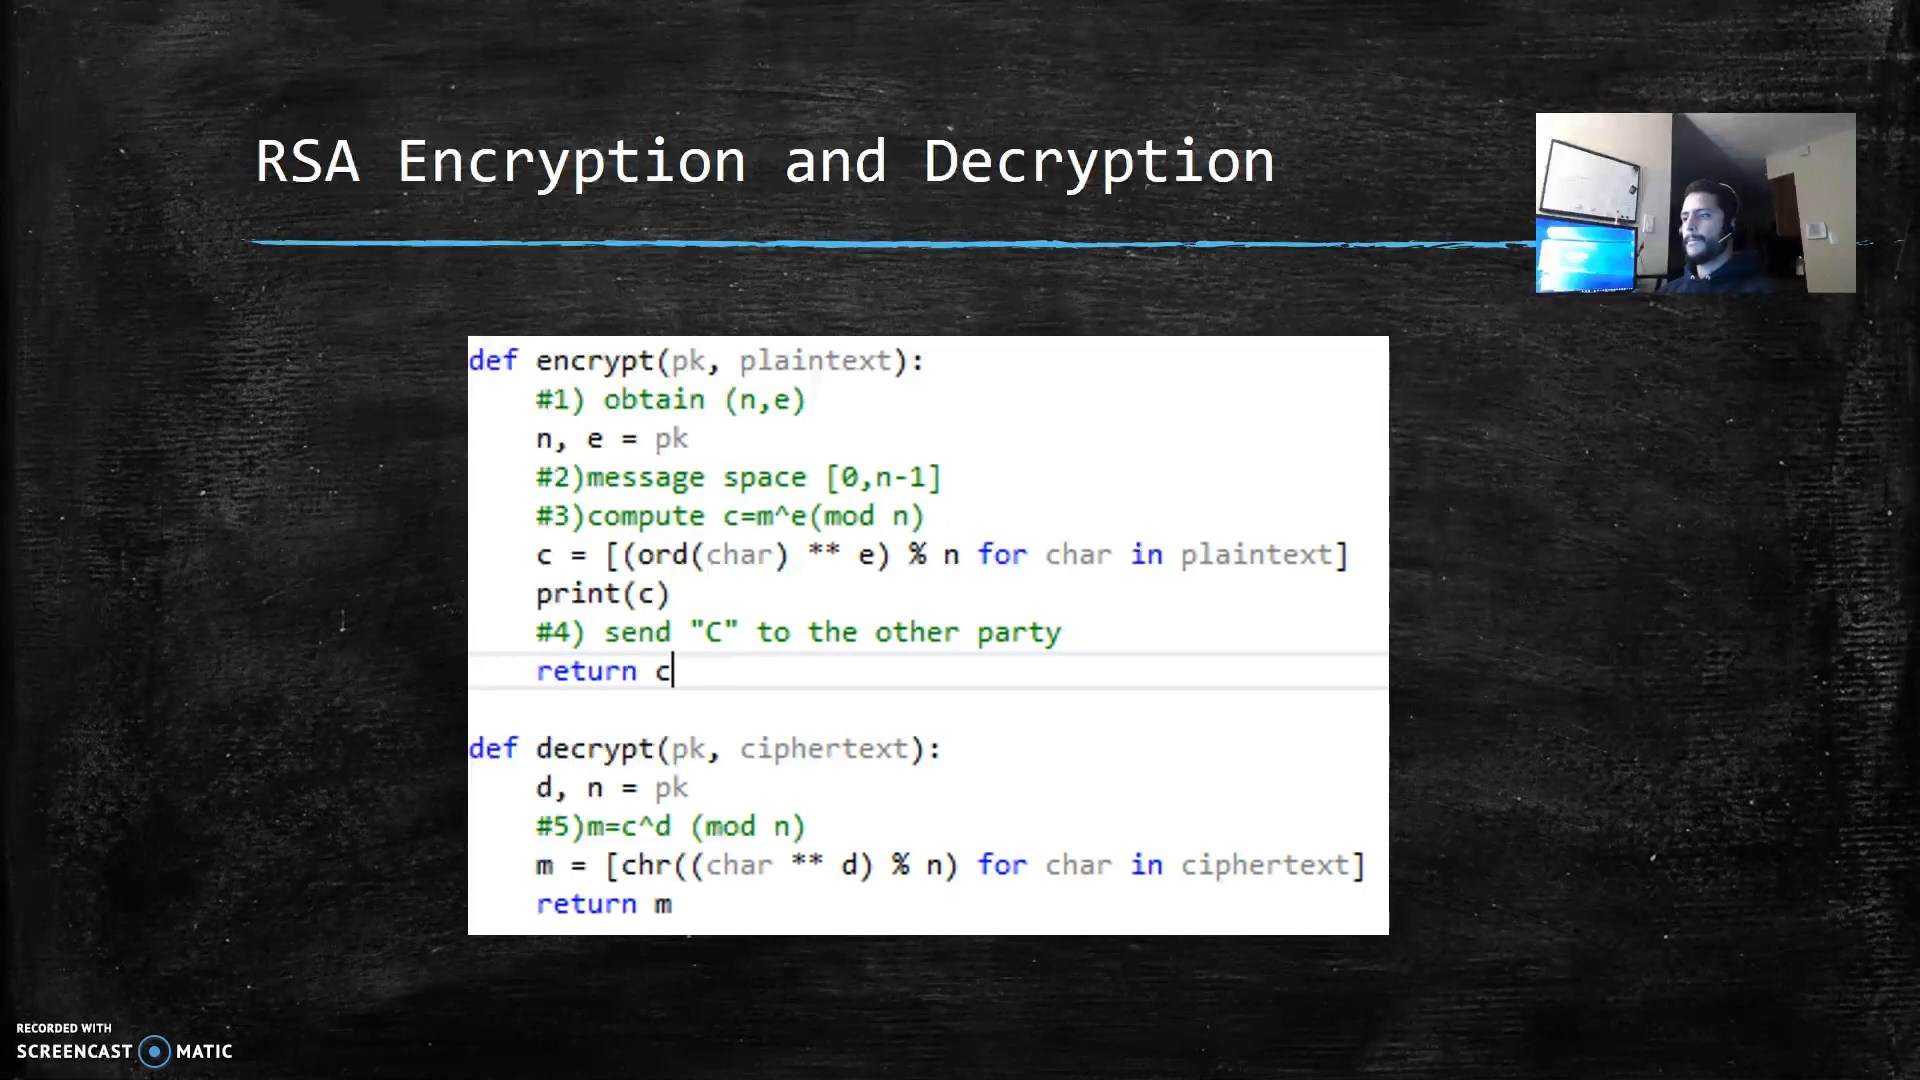 RSA Encryption and Decryption
def encrypt(pk, plaintext):
    #1) obtain (n,e)
    n, e = pk
    #2)message space [0,n-1]
    #3)compute c=m^e(mod n)
    c = [(ord(char) ** e) % n for char in plaintext]
    print(c)
    #4) send "C" to the other party
    return c
def decrypt(pk, ciphertext):
    d, n = pk
    #5)m=c^d (mod n)
    m = [chr((char ** d) % n) for char in ciphertext]
    return m
RECORDED WITH
SCREENCAST MATIC